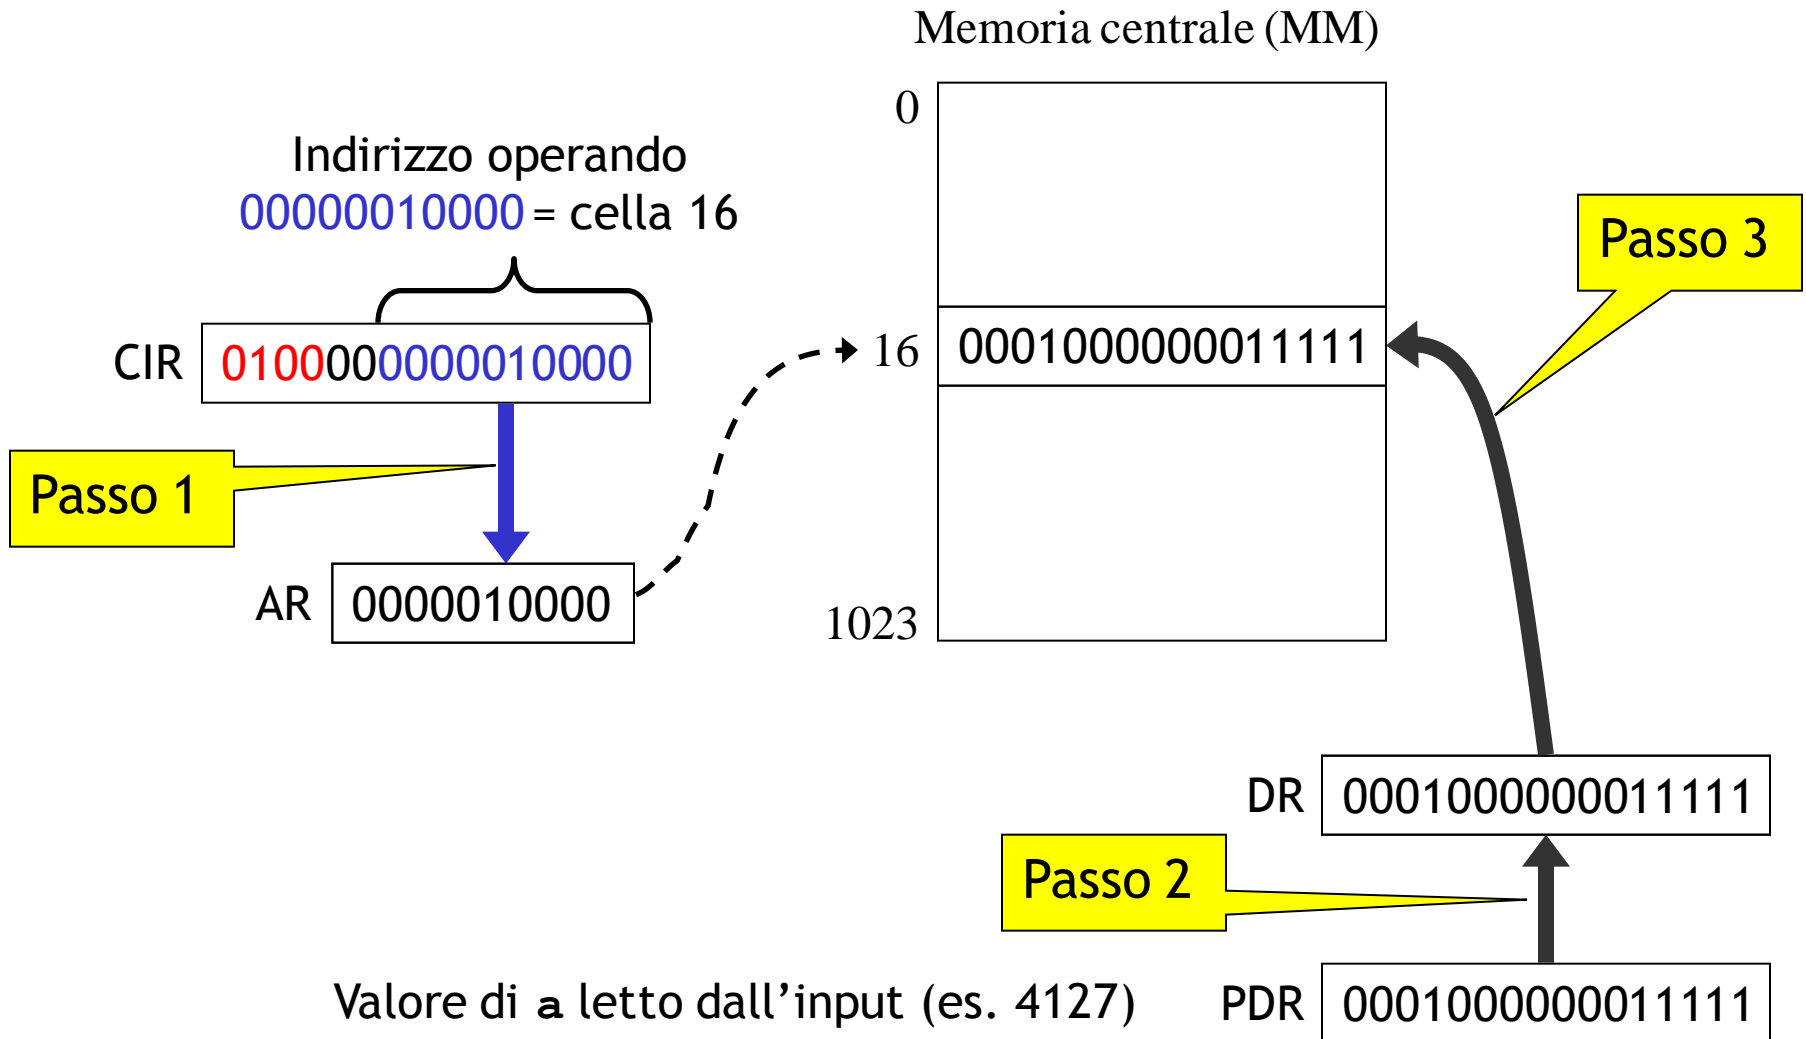 Memoria centrale (MM)
0
Indirizzo operando
00000010000 = cella 16
Passo 3
CIR 0100000000010000
16 0001000000011111
Passo 1
AR 0000010000
1023
DR 0001000000011111
Passo 2
Valore di a letto dall’input (es. 4127) PDR 0001000000011111